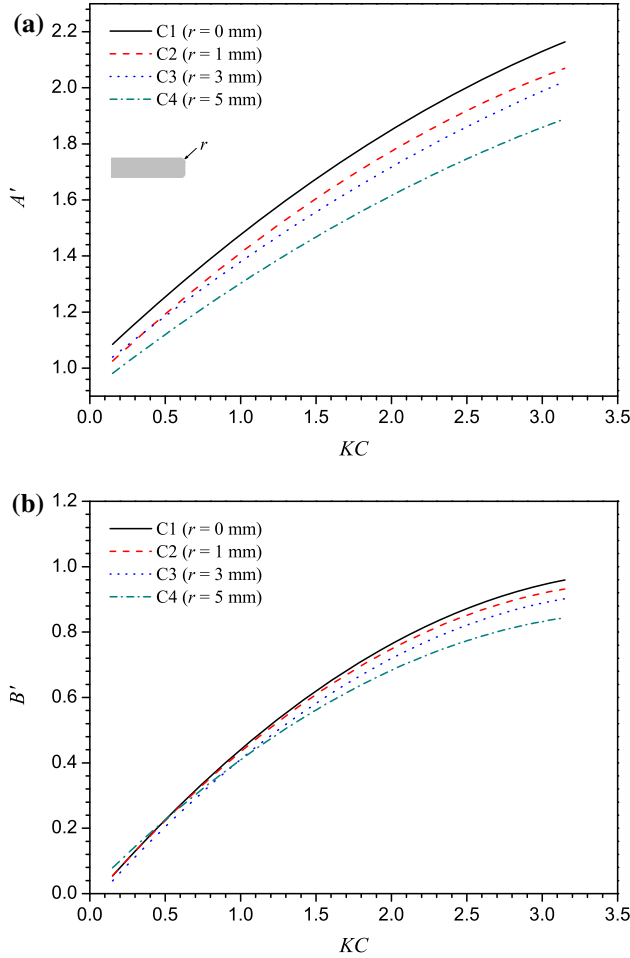 (a)
2.2
2.0
1.8
1.6
1.4
1.2
1.0
A′
C1 (r = 0 mm)
C2 (r = 1 mm)
C3 (r = 3 mm)
C4 (r = 5 mm)
r
0.0 0.5 1.0 1.5 2.0 2.5 3.0 3.5
KC
(b)
1.2
1.0
0.8
0.6
0.4
0.2
0.0
B′
C1 (r = 0 mm)
C2 (r = 1 mm)
C3 (r = 3 mm)
C4 (r = 5 mm)
0.0 0.5 1.0 1.5 2.0 2.5 3.0 3.5
KC